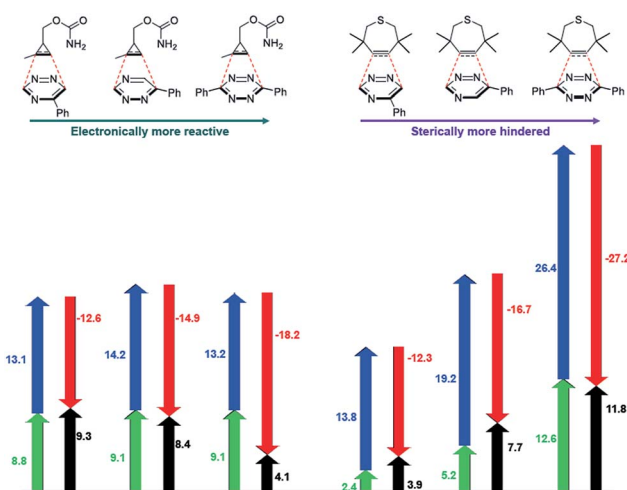 O O NH₂
O O NH₂
O O NH₂
S
S
S
N N
N
Ph
N
N N
Ph
N N
Ph Ph
N N
N N
N
Ph
Ph
N N
Ph Ph
N N
Electronically more reactive
Sterically more hindered
13.1
-12.6
8.8
9.3
14.2
-14.9
9.1
8.4
13.2
-18.2
9.1
4.1
13.8
-12.3
2.4
3.9
19.2
-16.7
5.2
7.7
26.4
-27.2
12.6
11.8